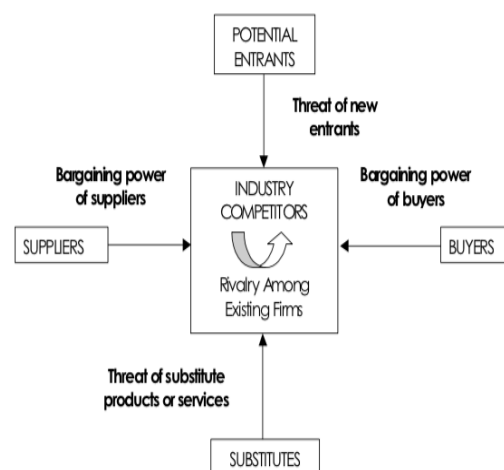 POTENTIAL
ENTRANTS
Threat of new
entrants
Bargaining power
of suppliers
INDUSTRY
COMPETITORS
Bargaining power
of buyers
SUPPLIERS
BUYERS
Rivalry Among
Existing Firms
Threat of substitute
products or services
SUBSTITUTES